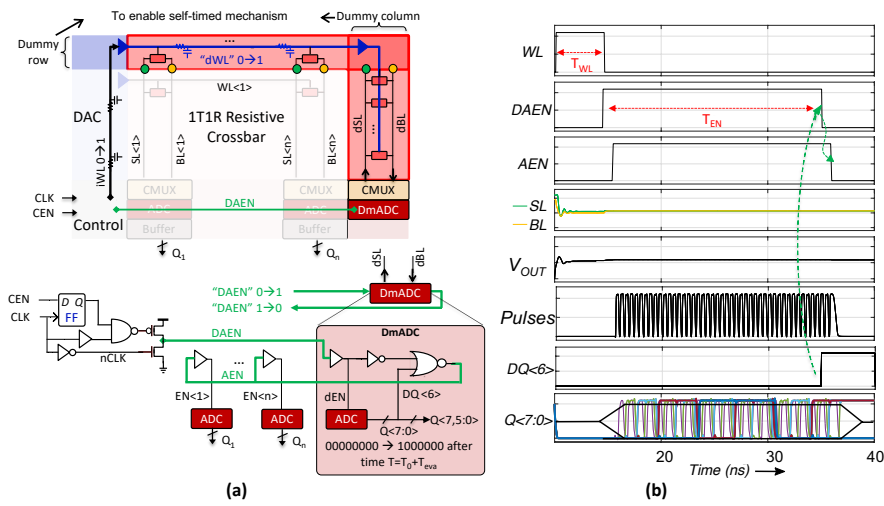 To enable self-timed mechanism
Dummy column
Dummy
row
...
"dWL" 0→1
WL<1>
DAC
1T1R Resistive
Crossbar
iWL 0→1
SL<1>
BL<1>
SL<n>
BL<n>
dSL
...
dBL
CMUX
CMUX
CMUX
CLK
CEN
DAEN
ADC
ADC
DmADC
Control
Buffer
Buffer
Q1
Qn
dSL
dBL
"DAEN" 0→1
"DAEN" 1→0
DmADC
CEN
CLK
D Q
FF
nCLK
DAEN
AEN
...
EN<1>
EN<n>
ADC
ADC
Q1
Qn
DmADC
dEN
DQ<6>
ADC
Q<7:0>
Q<7,5:0>
00000000 → 1000000 after
time T=T0+Teva
(a)
WL
TWL
DAEN
TEN
AEN
SL
BL
VOUT
Pulses
DQ<6>
Q<7:0>
20
30
40
Time (ns)
(b)